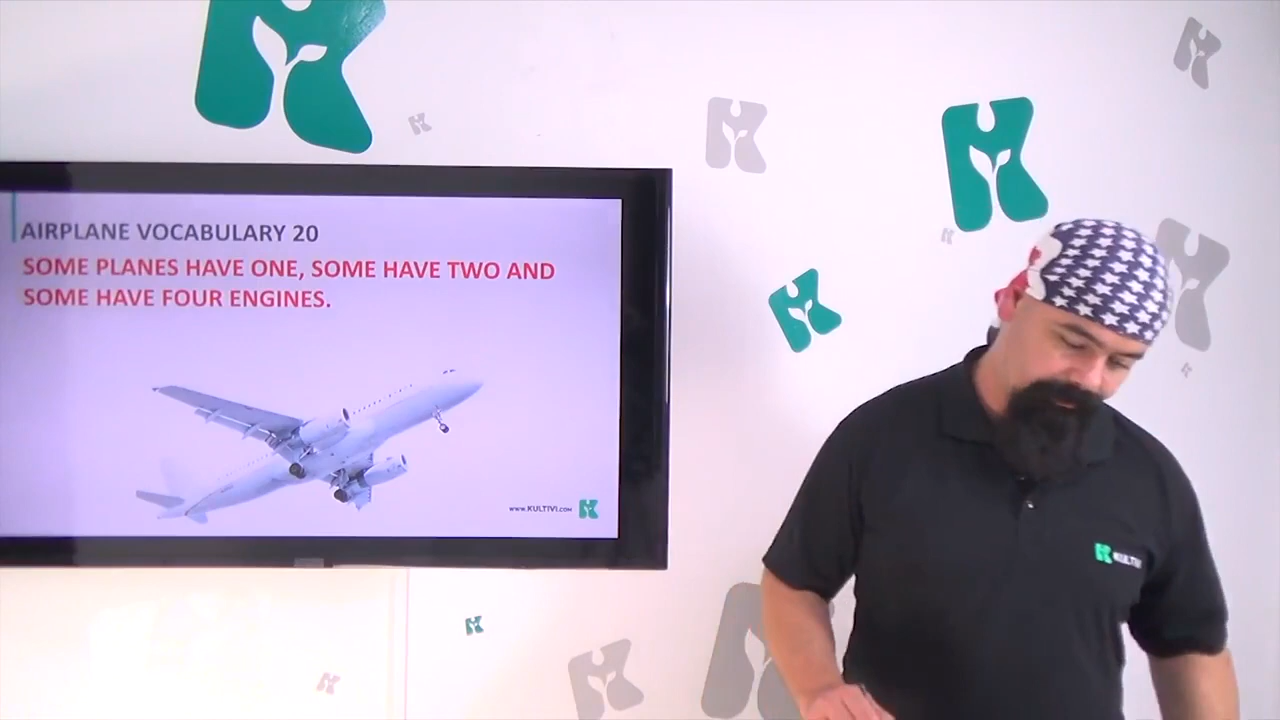 AIRPLANE VOCABULARY 20
SOME PLANES HAVE ONE, SOME HAVE TWO AND
SOME HAVE FOUR ENGINES.
www.KULTIVI.COM
KULTIVI